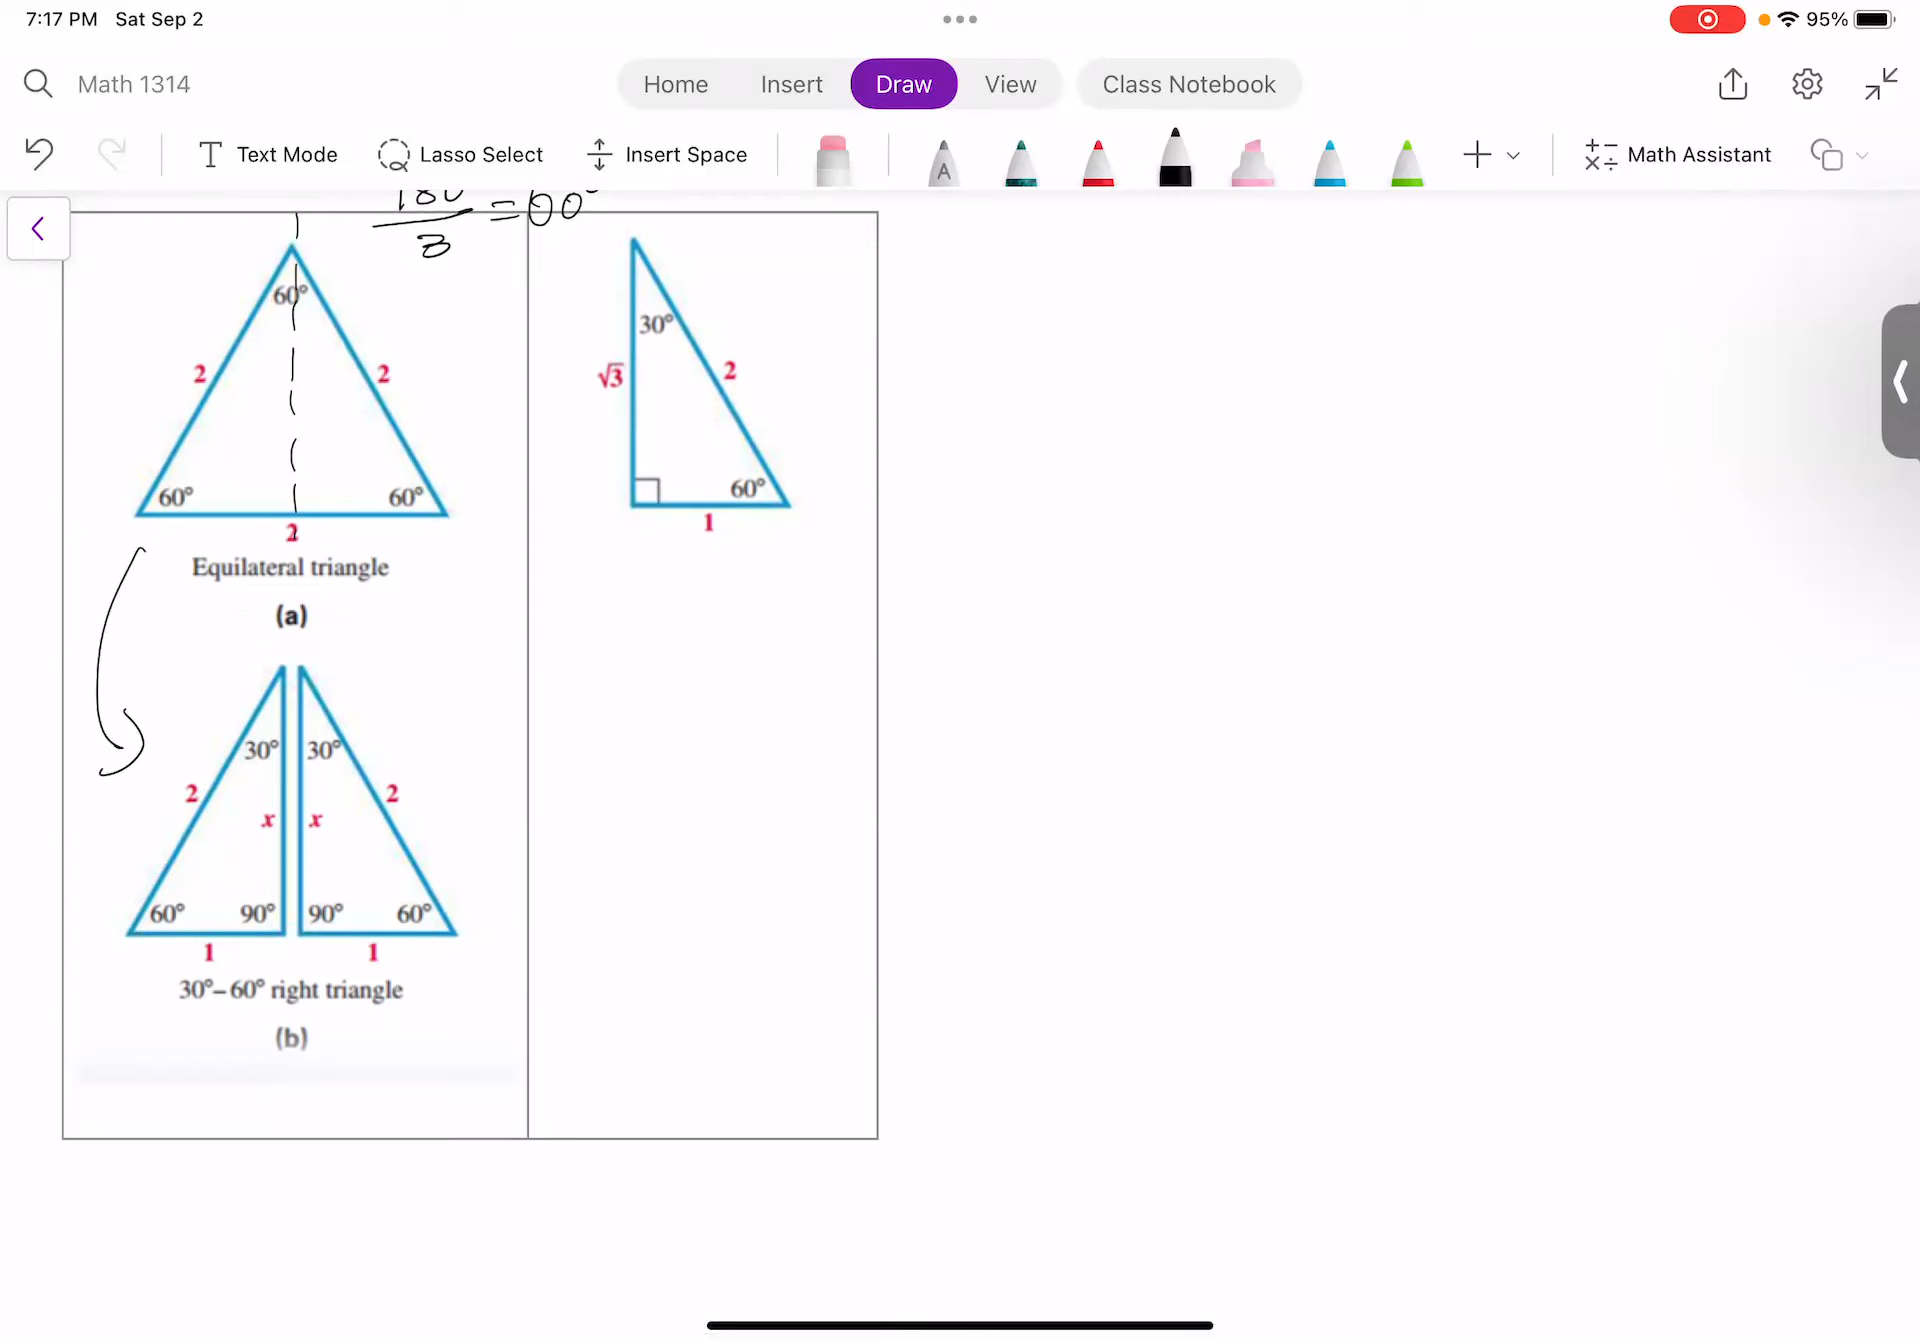 7:17 PM Sat Sep 2
95%
Math 1314
Home Insert Draw View Class Notebook
Text Mode Lasso Select Insert Space A Math Assistant
180/3 = 60°
60°
2 2
60° 60°
2
Equilateral triangle
(a)
30° 30°
2 2
x x
60° 90° 90° 60°
1 1
30°–60° right triangle
(b)
30°
√3 2
60°
1